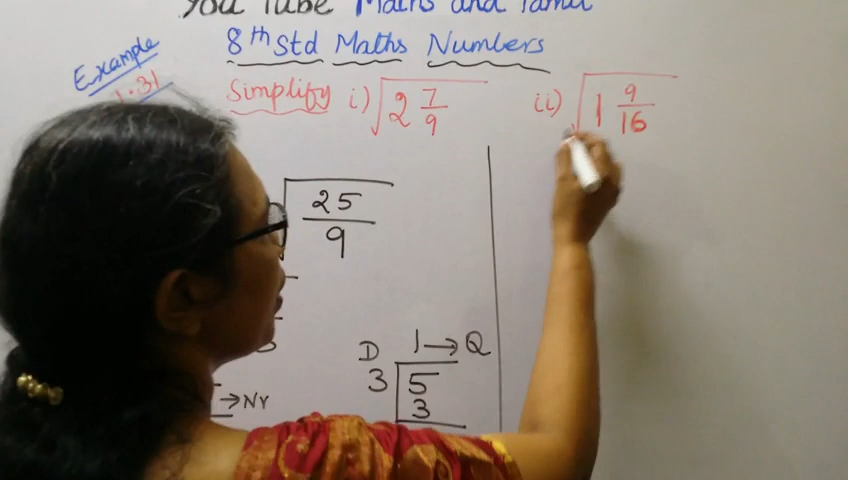 You Tube Maths and Tamil
8th Std Maths Numbers
Example
1.31
Simplify i) √2 7/9 ii) √1 9/16
√25/9
D 1→Q
3 5
3
→Nr